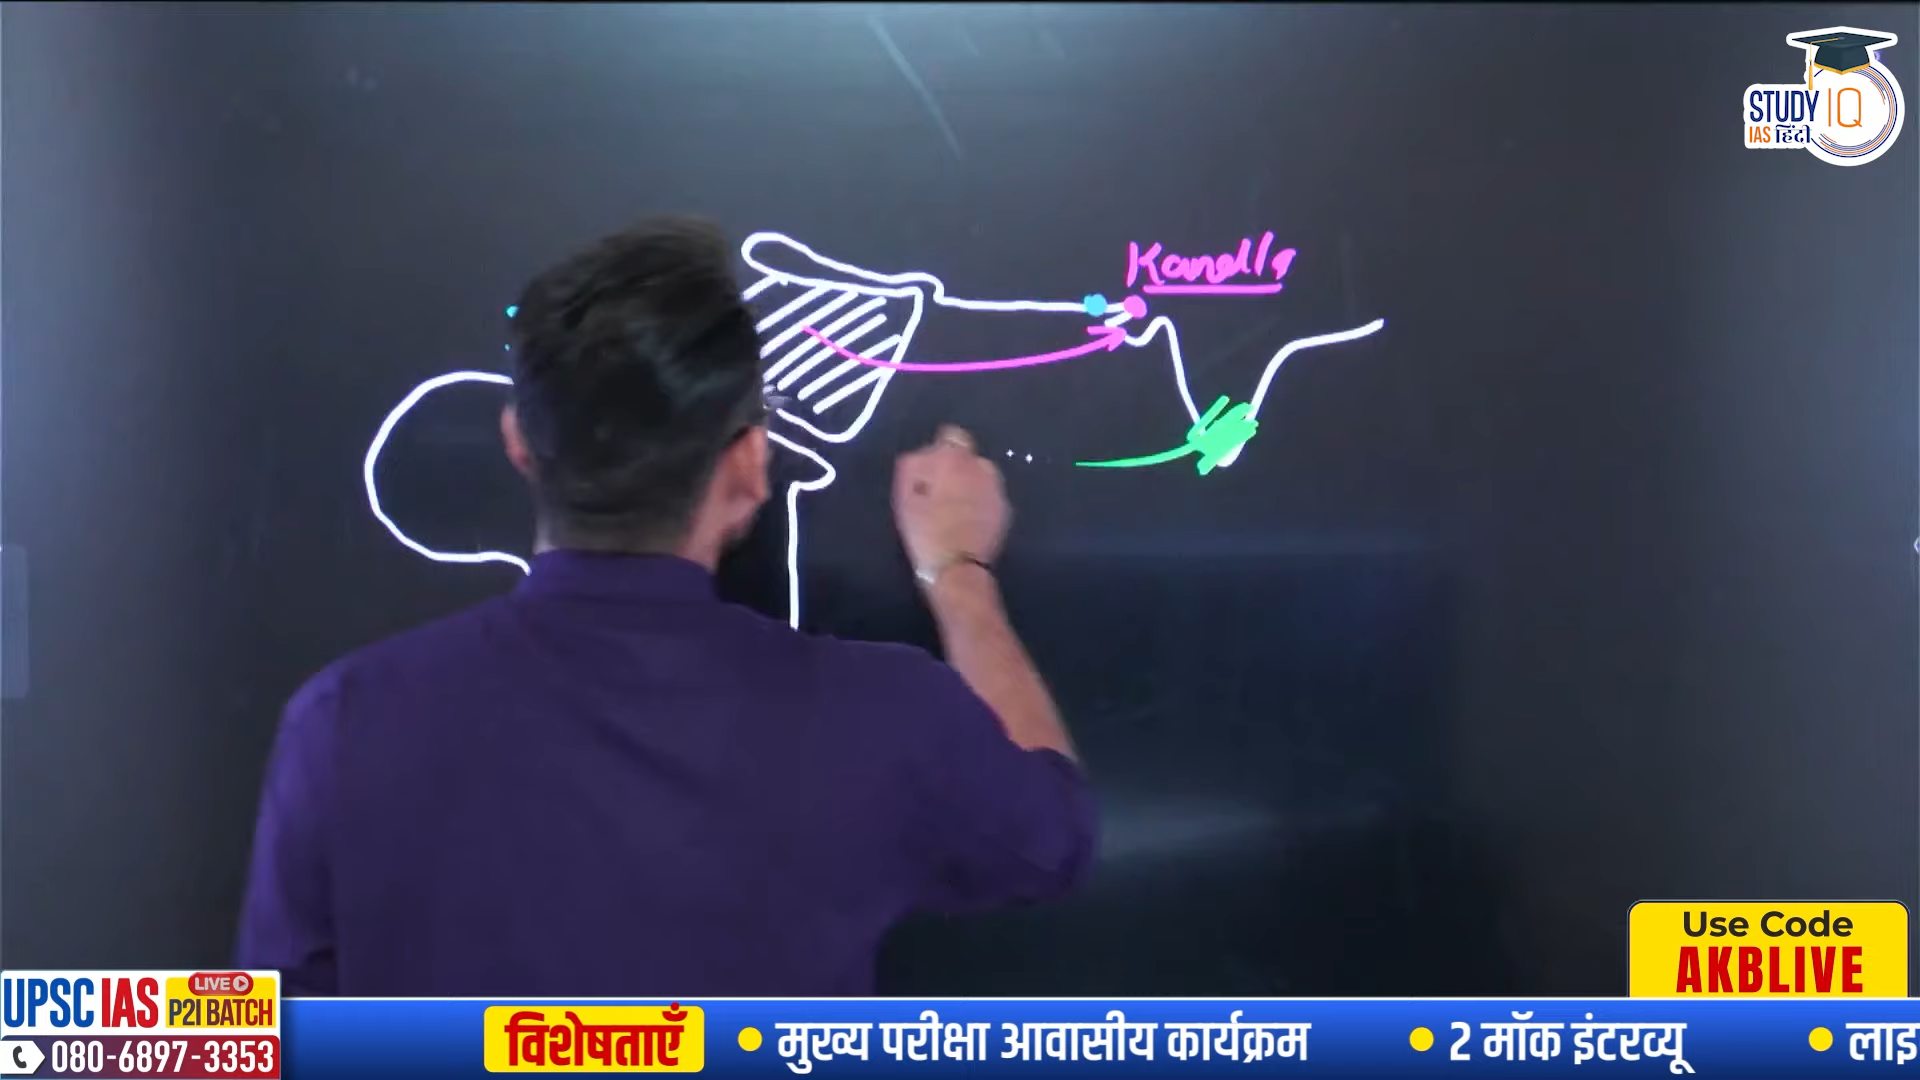 STUDY IQ
IAS हिंदी
Kandla
Use Code
AKBLIVE
UPSC IAS
LIVE
P2I BATCH
080-6897-3353
विशेषताएँ
मुख्य परीक्षा आवासीय कार्यक्रम
2 मॉक इंटरव्यू